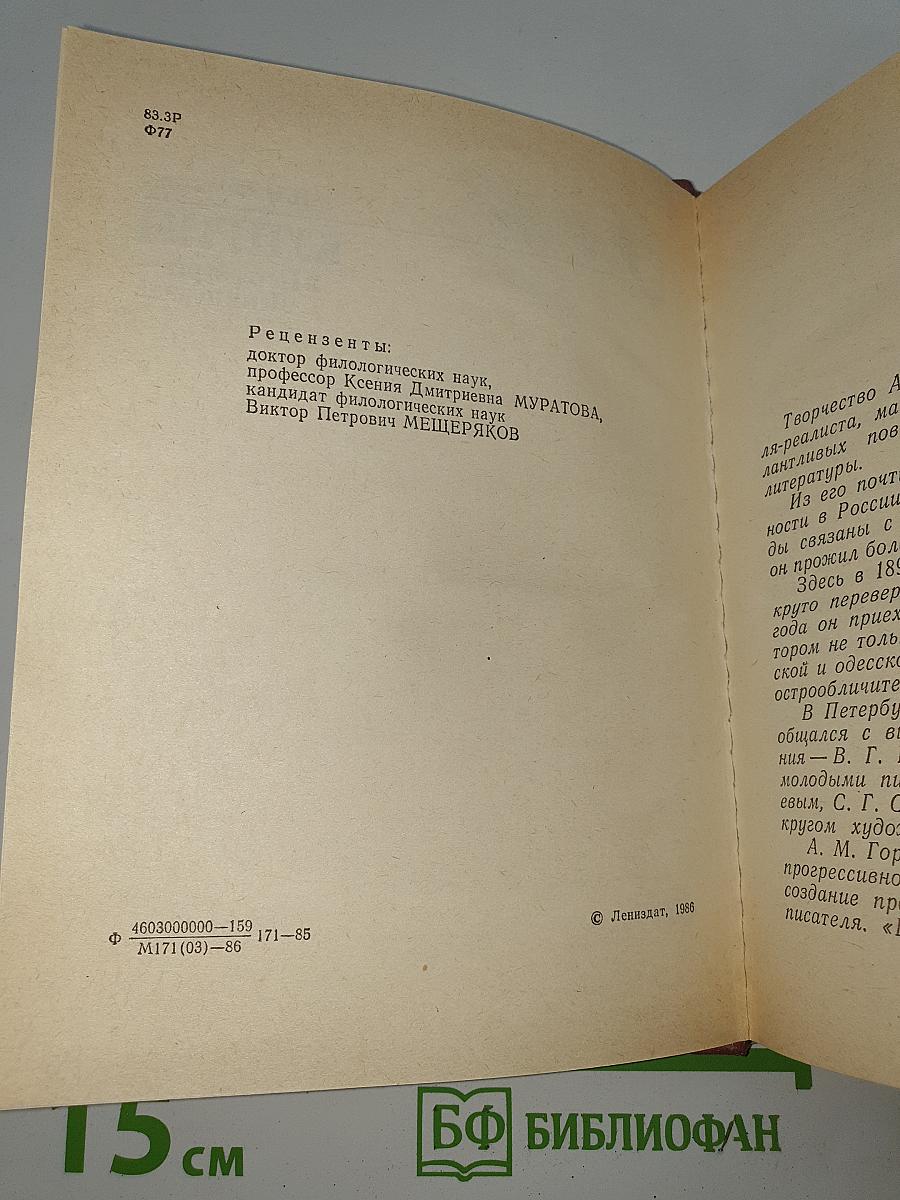 83.3Р
Ф77
Рецензенты:
доктор филологических наук,
профессор Ксения Дмитриевна МУРАТОВА,
кандидат филологических наук
Виктор Петрович МЕЩЕРЯКОВ
Ф 4603000000—159
М171(03)—86 171—85
© Лениздат, 1986
Творчество А
ля-реалиста, ма
лантливых пов
литературы.
Из его почт
ности в России
ды связаны с
он прожил бол
Здесь в 189
круто перевер
года он приех
тором не толь
ской и одесск
острообличите
В Петербу
общался с в
ния — В. Г.
молодыми пи
евым, С. Г. С
кругом худо
А. М. Гор
прогрессивно
создание пр
писателя. «
15 см
БФ БИБЛИОФАН